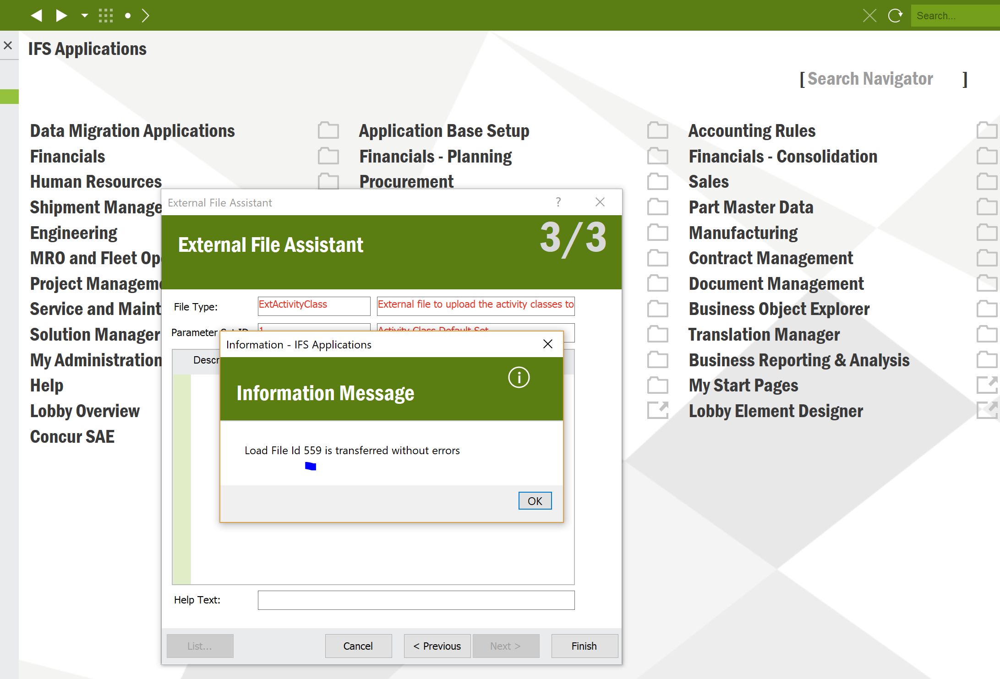 Search...
IFS Applications
[ Search Navigator ]
Data Migration Applications
Application Base Setup
Accounting Rules
Financials
Financials - Planning
Financials - Consolidation
Human Resources
Procurement
Sales
Shipment Manage
Part Master Data
Engineering
Manufacturing
MRO and Fleet Op
Contract Management
Project Managem
Document Management
Service and Maint
Business Object Explorer
Solution Manager
Translation Manager
My Administration
Business Reporting & Analysis
Help
My Start Pages
Lobby Overview
Lobby Element Designer
Concur SAE
External File Assistant
?
External File Assistant
3/3
File Type:
ExtActivityClass
External file to upload the activity classes to
Parameter Set ID
1
Activity Class Default Set
Descr
Information - IFS Applications
Information Message
Load File Id 559 is transferred without errors
OK
Help Text:
List...
Cancel
< Previous
Next >
Finish